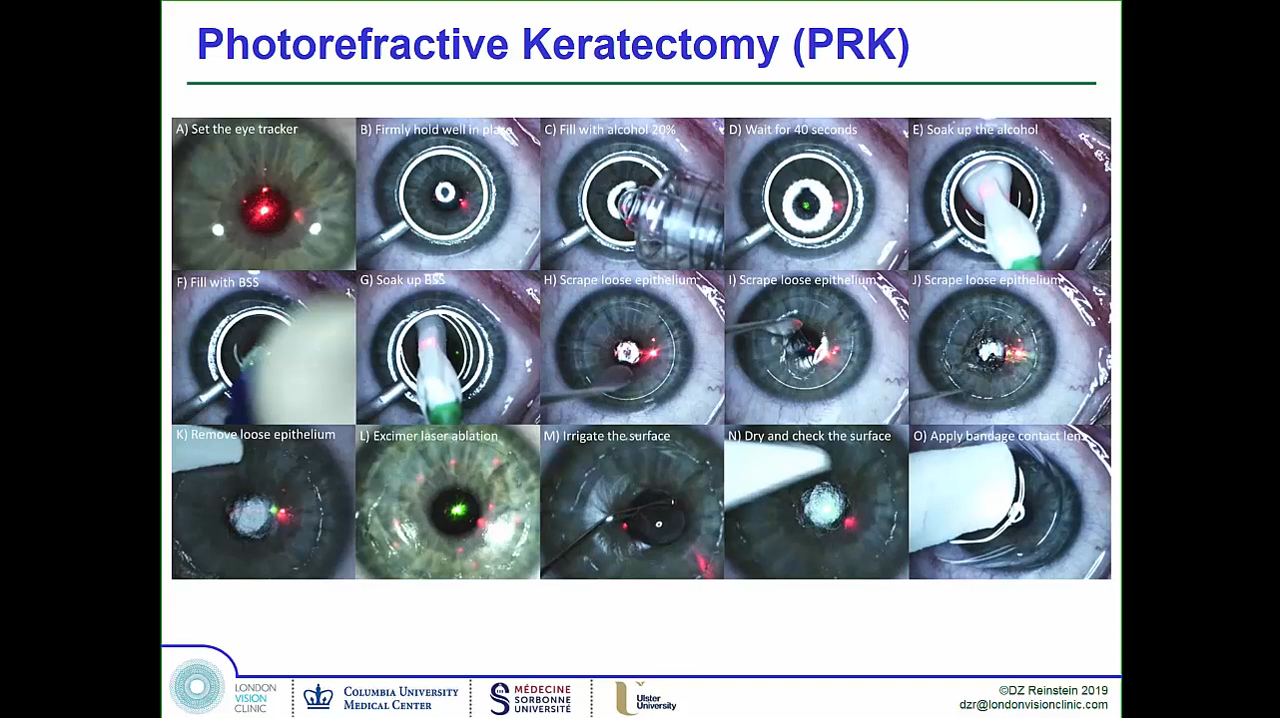 Photorefractive Keratectomy (PRK)
A) Set the eye tracker
B) Firmly hold well in place
C) Fill with alcohol 20%
D) Wait for 40 seconds
E) Soak up the alcohol
F) Fill with BSS
G) Soak up BSS
H) Scrape loose epithelium
I) Scrape loose epithelium
J) Scrape loose epithelium
K) Remove loose epithelium
L) Excimer laser ablation
M) Irrigate the surface
N) Dry and check the surface
O) Apply bandage contact lens
LONDON
VISION
CLINIC
COLUMBIA UNIVERSITY
MEDICAL CENTER
MÉDECINE
SORBONNE
UNIVERSITÉ
Ulster
University
©DZ Reinstein 2019
dzr@londonvisionclinic.com